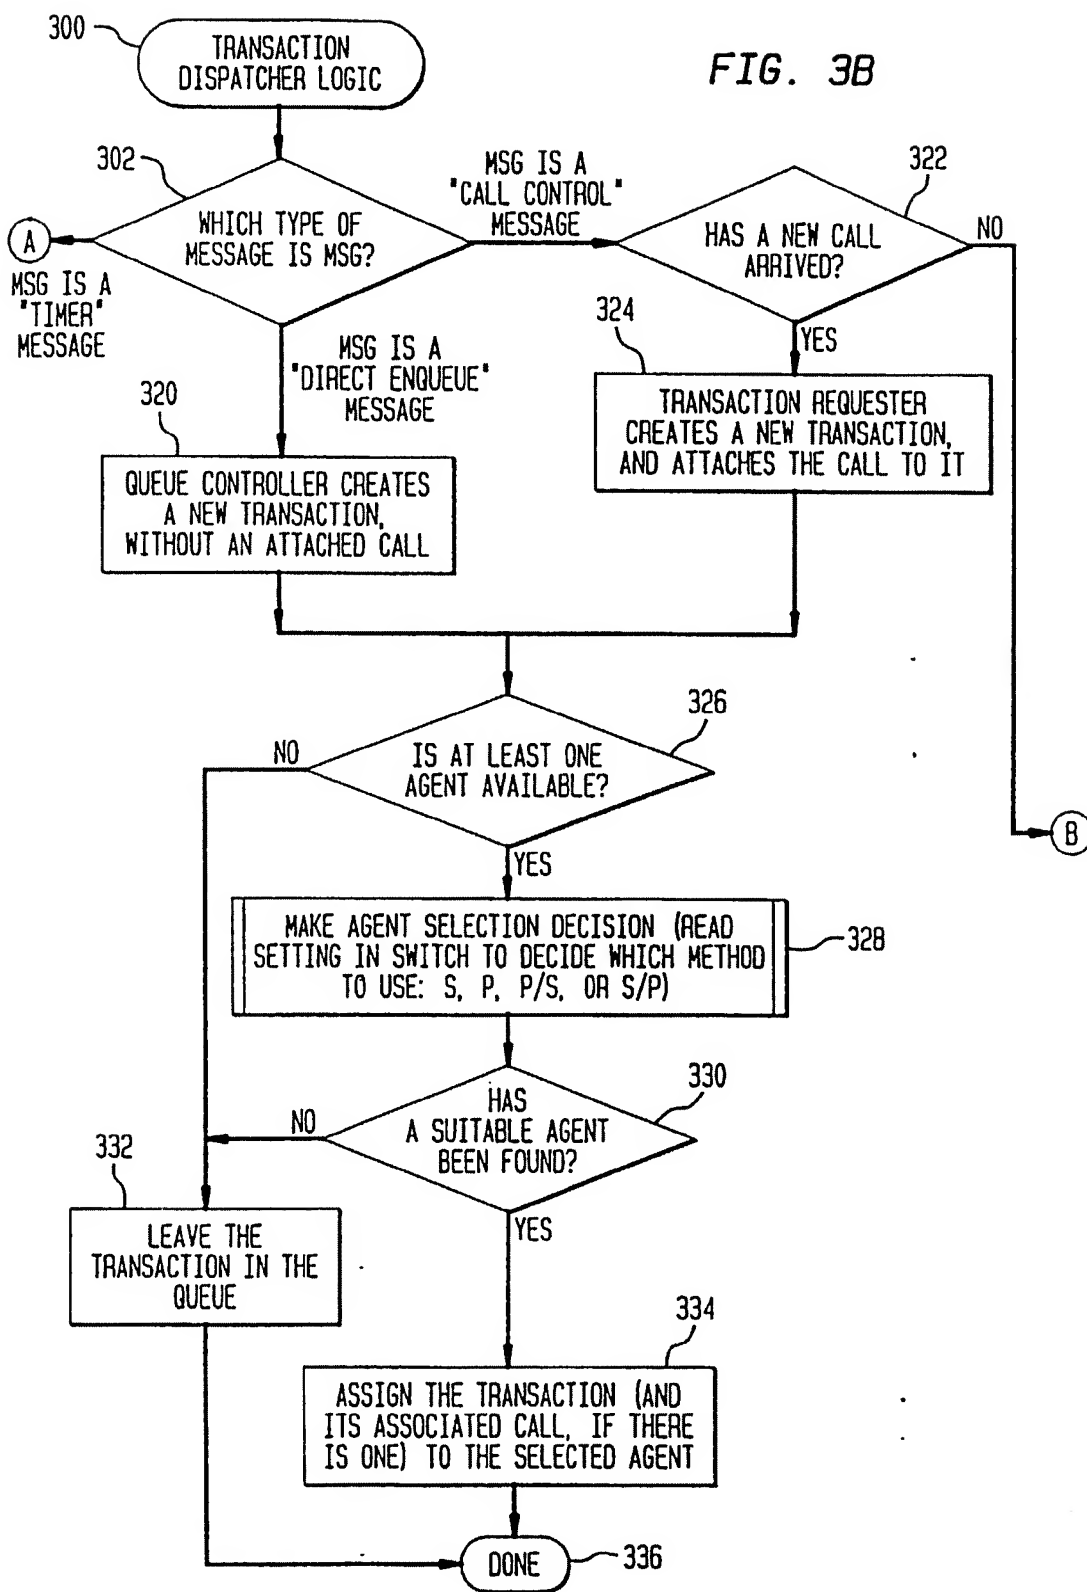 300
TRANSACTION
DISPATCHER LOGIC
FIG. 3B
302
WHICH TYPE OF
MESSAGE IS MSG?
A
MSG IS A
"TIMER"
MESSAGE
MSG IS A
"CALL CONTROL"
MESSAGE
322
HAS A NEW CALL
ARRIVED?
NO
YES
324
TRANSACTION REQUESTER
CREATES A NEW TRANSACTION,
AND ATTACHES THE CALL TO IT
MSG IS A
"DIRECT ENQUEUE"
MESSAGE
320
QUEUE CONTROLLER CREATES
A NEW TRANSACTION,
WITHOUT AN ATTACHED CALL
326
IS AT LEAST ONE
AGENT AVAILABLE?
NO
YES
B
MAKE AGENT SELECTION DECISION (READ
SETTING IN SWITCH TO DECIDE WHICH METHOD
TO USE: S, P, P/S, OR S/P)
328
330
HAS
A SUITABLE AGENT
BEEN FOUND?
NO
YES
332
LEAVE THE
TRANSACTION IN THE
QUEUE
334
ASSIGN THE TRANSACTION (AND
ITS ASSOCIATED CALL, IF THERE
IS ONE) TO THE SELECTED AGENT
DONE
336